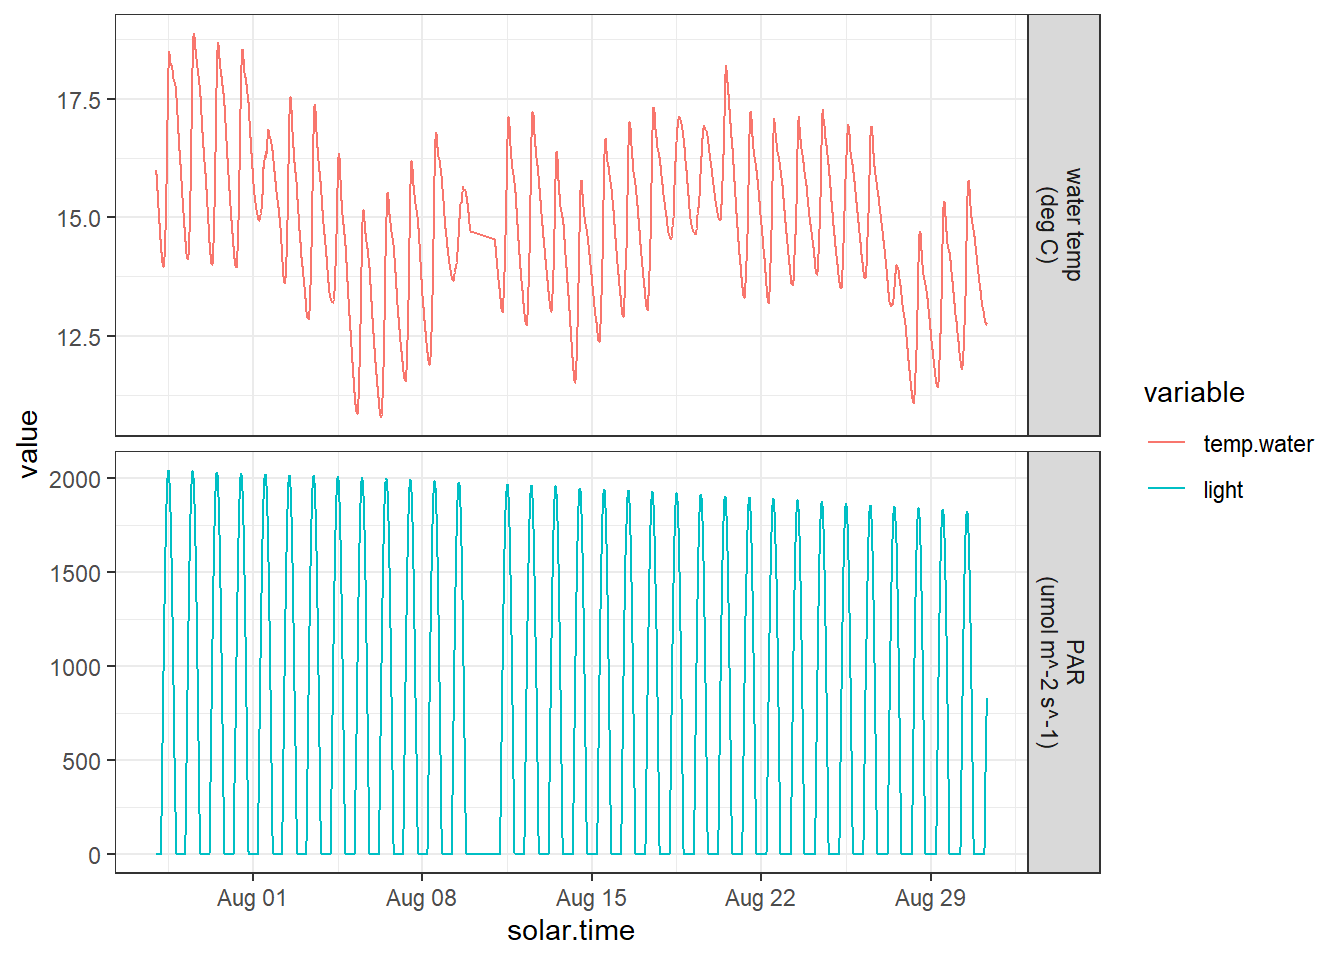 value
17.5
15.0
12.5
water temp
(deg C)
2000
1500
1000
500
0
PAR
(umol m^-2 s^-1)
Aug 01
Aug 08
Aug 15
Aug 22
Aug 29
solar.time
variable
temp.water
light